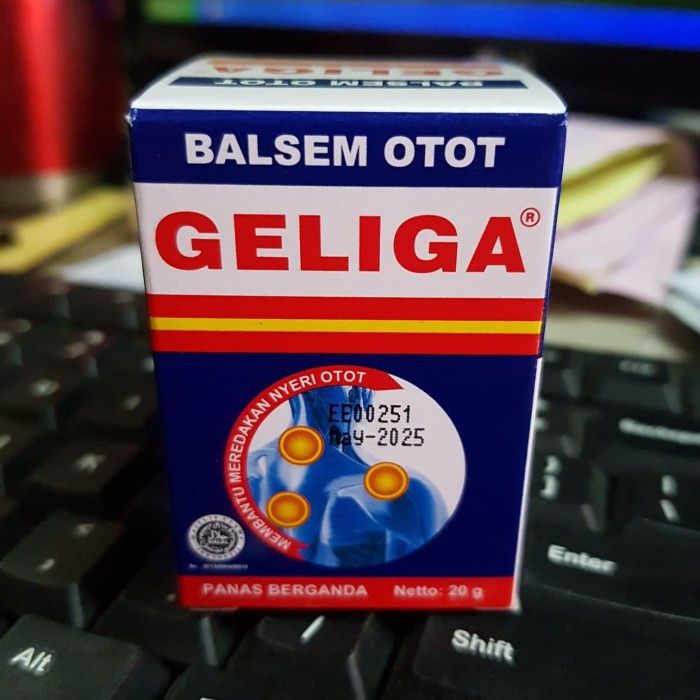 BALSEM OTOT
GELIGA
BALSEM OTOT
GELIGA®
MEMBANTU MEREDAKAN NYERI OTOT
EE00251
May-2025
PANAS BERGANDA Netto: 20 g
Enter
Shift
Alt